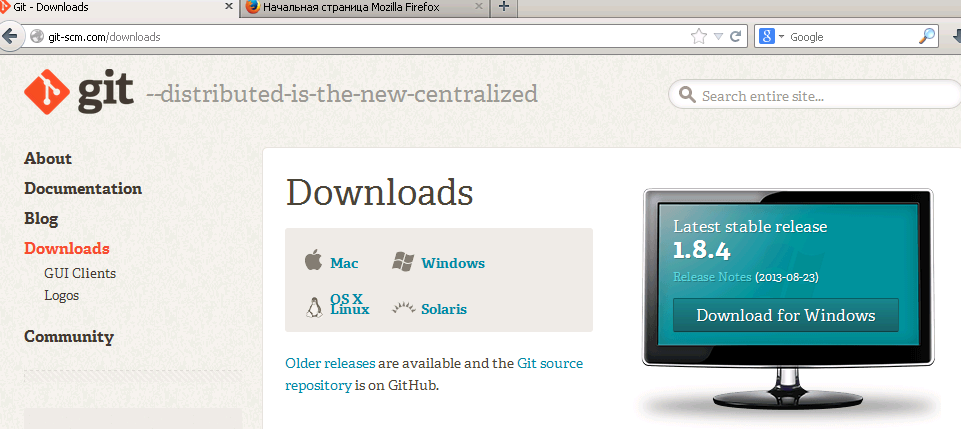 Git - Downloads
Начальная страница Mozilla Firefox
git-scm.com/downloads
Google
git --distributed-is-the-new-centralized
Search entire site...
About
Documentation
Blog
Downloads
GUI Clients
Logos
Community
Downloads
Mac OS X
Windows
Linux
Solaris
Older releases are available and the Git source
repository is on GitHub.
Latest stable release
1.8.4
Release Notes (2013-08-23)
Download for Windows